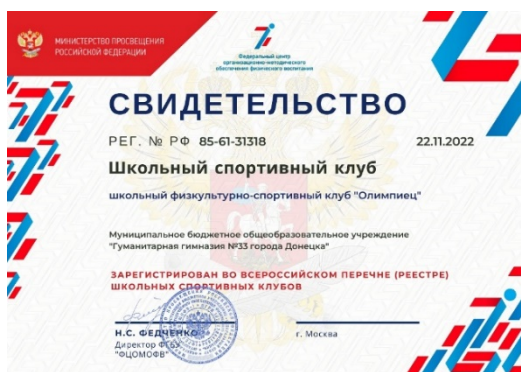 МИНИСТЕРСТВО ПРОСВЕЩЕНИЯ
РОССИЙСКОЙ ФЕДЕРАЦИИ
Федеральный центр
организационно-методического
обеспечения физического воспитания
СВИДЕТЕЛЬСТВО
РЕГ. № РФ 85-61-31318
22.11.2022
Школьный спортивный клуб
школьный физкультурно-спортивный клуб "Олимпиец"
Муниципальное бюджетное общеобразовательное учреждение
"Гуманитарная гимназия №33 города Донецка"
ЗАРЕГИСТРИРОВАН ВО ВСЕРОССИЙСКОМ ПЕРЕЧНЕ (РЕЕСТРЕ)
ШКОЛЬНЫХ СПОРТИВНЫХ КЛУБОВ
Н.С. ФЕДЧЕНКО
Директор ФГБУ
"ФЦОМОФВ"
г. Москва